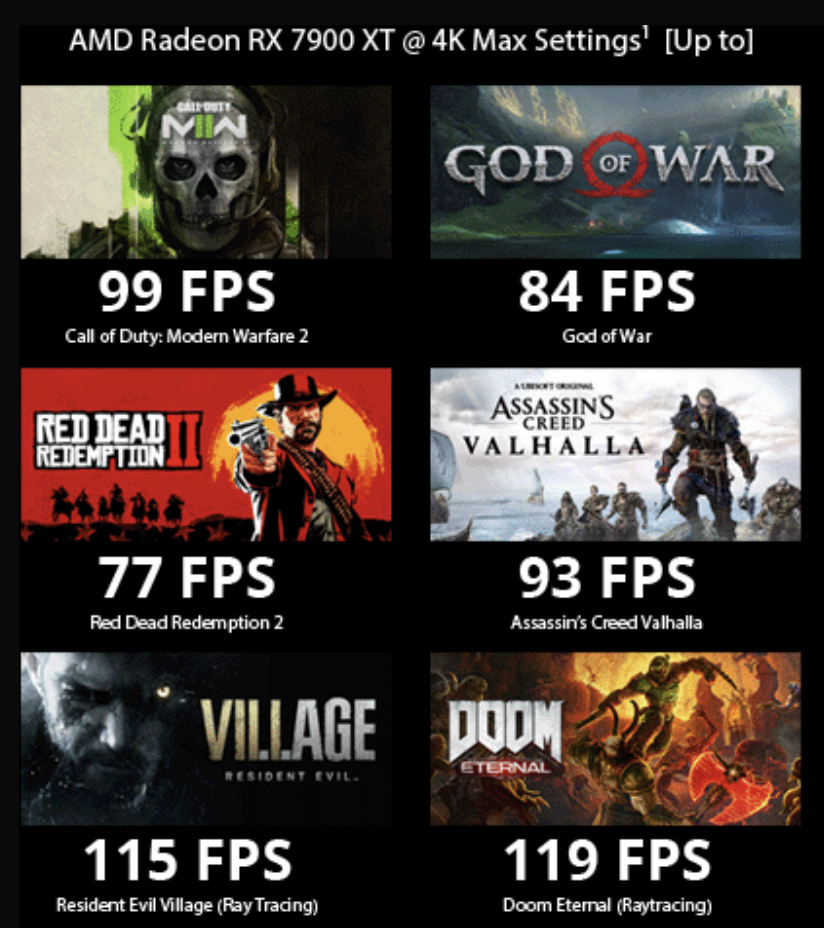 AMD Radeon RX 7900 XT @ 4K Max Settings¹ [Up to]
CALL OF DUTY
MWII
99 FPS
Call of Duty: Modern Warfare 2
GOD OF WAR
84 FPS
God of War
RED DEAD
REDEMPTION II
77 FPS
Red Dead Redemption 2
A UBISOFT ORIGINAL
ASSASSIN'S
CREED
VALHALLA
93 FPS
Assassin's Creed Valhalla
VILLAGE
RESIDENT EVIL
115 FPS
Resident Evil Village (Ray Tracing)
DOOM
ETERNAL
119 FPS
Doom Eternal (Raytracing)